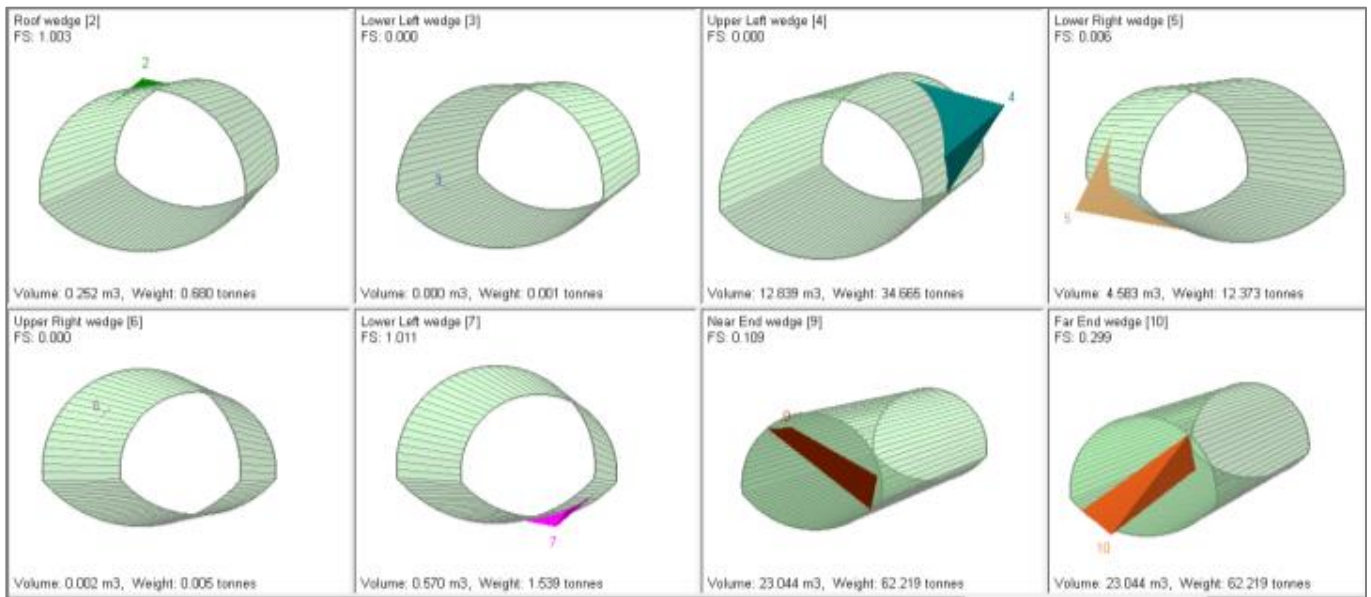 Roof wedge [2]
FS: 1.003
2
Volume: 0.252 m3, Weight: 0.680 tonnes
Lower Left wedge [3]
FS: 0.000
3
Volume: 0.000 m3, Weight: 0.001 tonnes
Upper Left wedge [4]
FS: 0.000
4
Volume: 12.839 m3, Weight: 34.665 tonnes
Lower Right wedge [5]
FS: 0.006
5
Volume: 4.583 m3, Weight: 12.373 tonnes
Upper Right wedge [6]
FS: 0.000
6
Volume: 0.002 m3, Weight: 0.005 tonnes
Lower Left wedge [7]
FS: 1.011
7
Volume: 0.570 m3, Weight: 1.539 tonnes
Near End wedge [9]
FS: 0.109
9
Volume: 23.044 m3, Weight: 62.219 tonnes
Far End wedge [10]
FS: 0.299
10
Volume: 23.044 m3, Weight: 62.219 tonnes